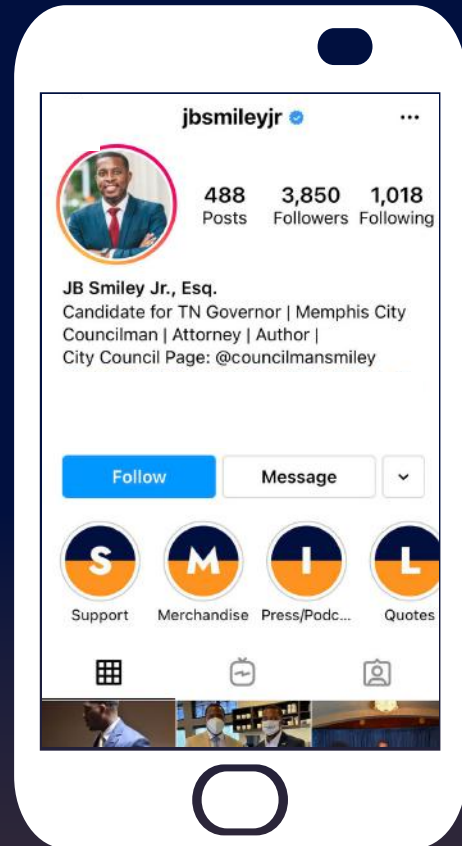 jbsmileyjr
488 3,850 1,018
Posts Followers Following
JB Smiley Jr., Esq.
Candidate for TN Governor | Memphis City
Councilman | Attorney | Author |
City Council Page: @councilmansmiley
Follow Message
S M I L
Support Merchandise Press/Podc... Quotes